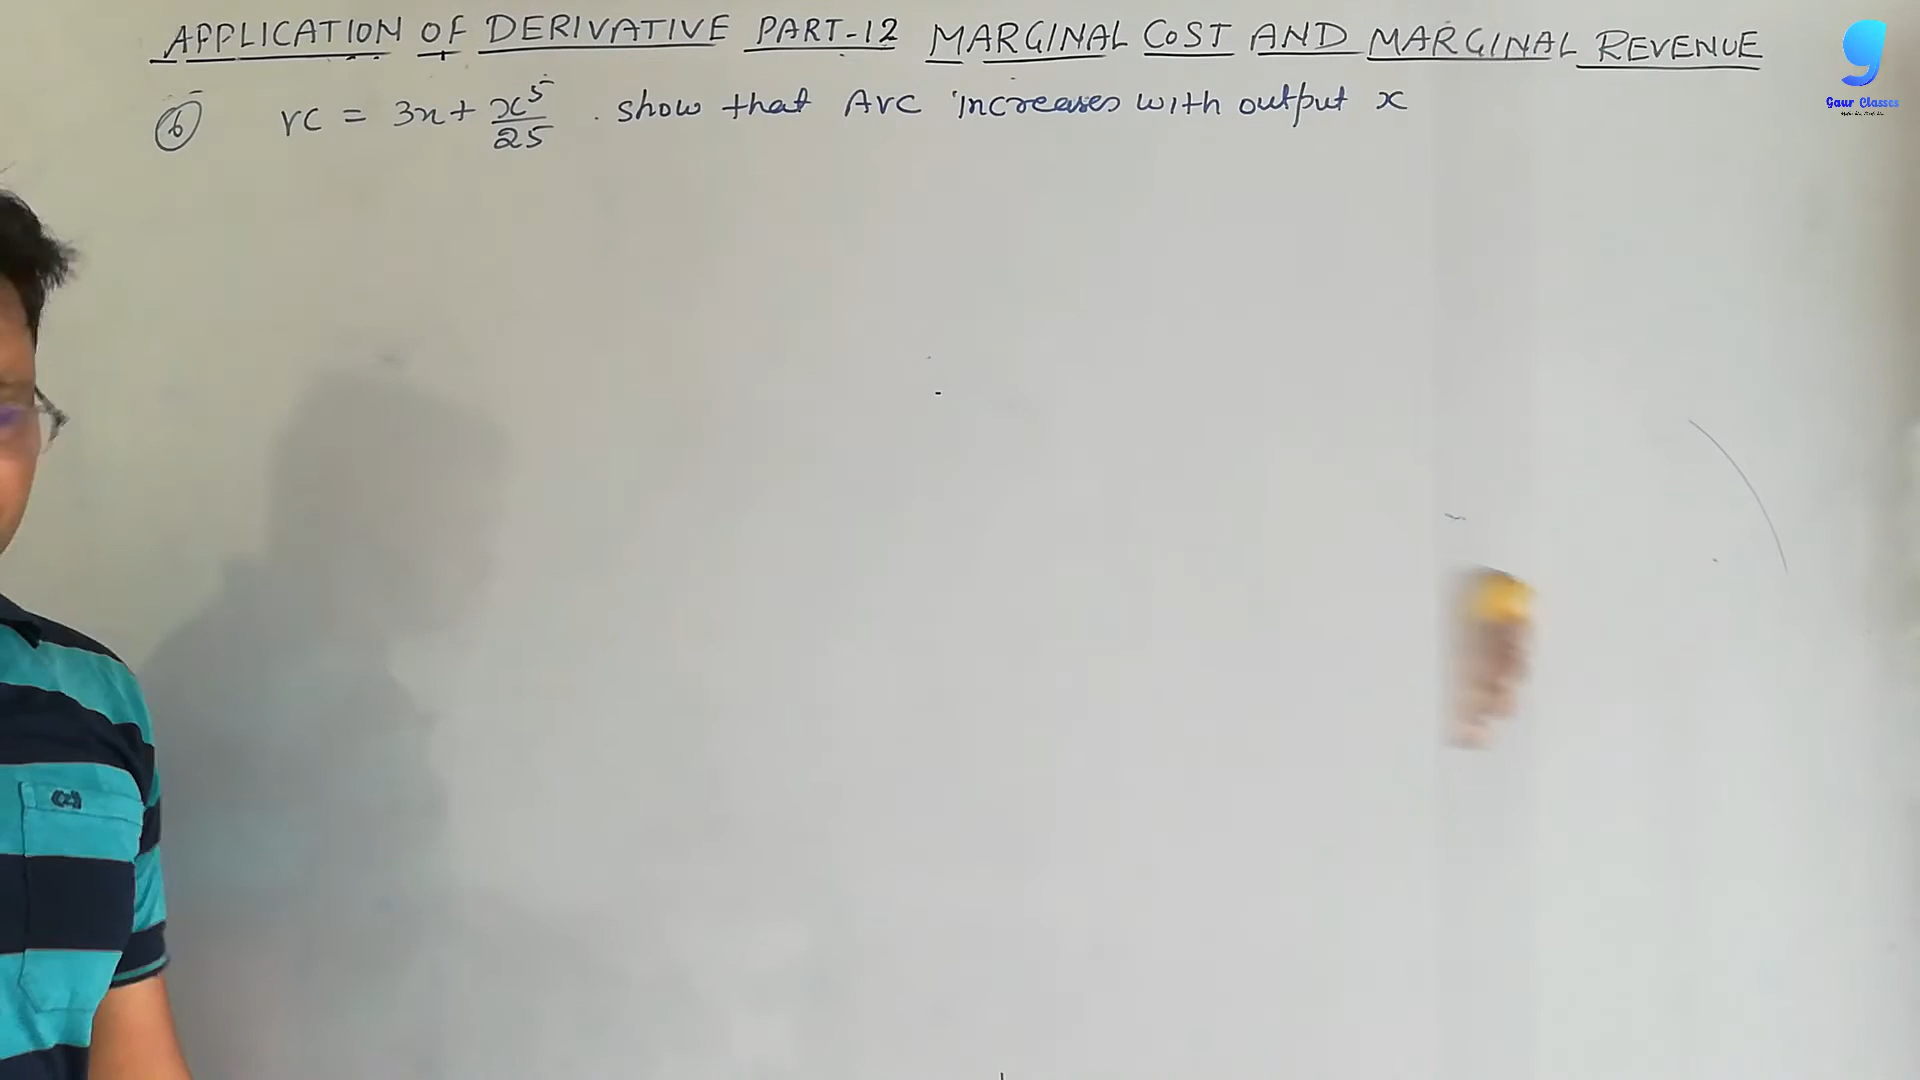 APPLICATION OF DERIVATIVE PART-12 MARGINAL COST AND MARGINAL REVENUE
(6) VC = 3x + x^5/25 . show that AVC increases with output x
Gaur Classes